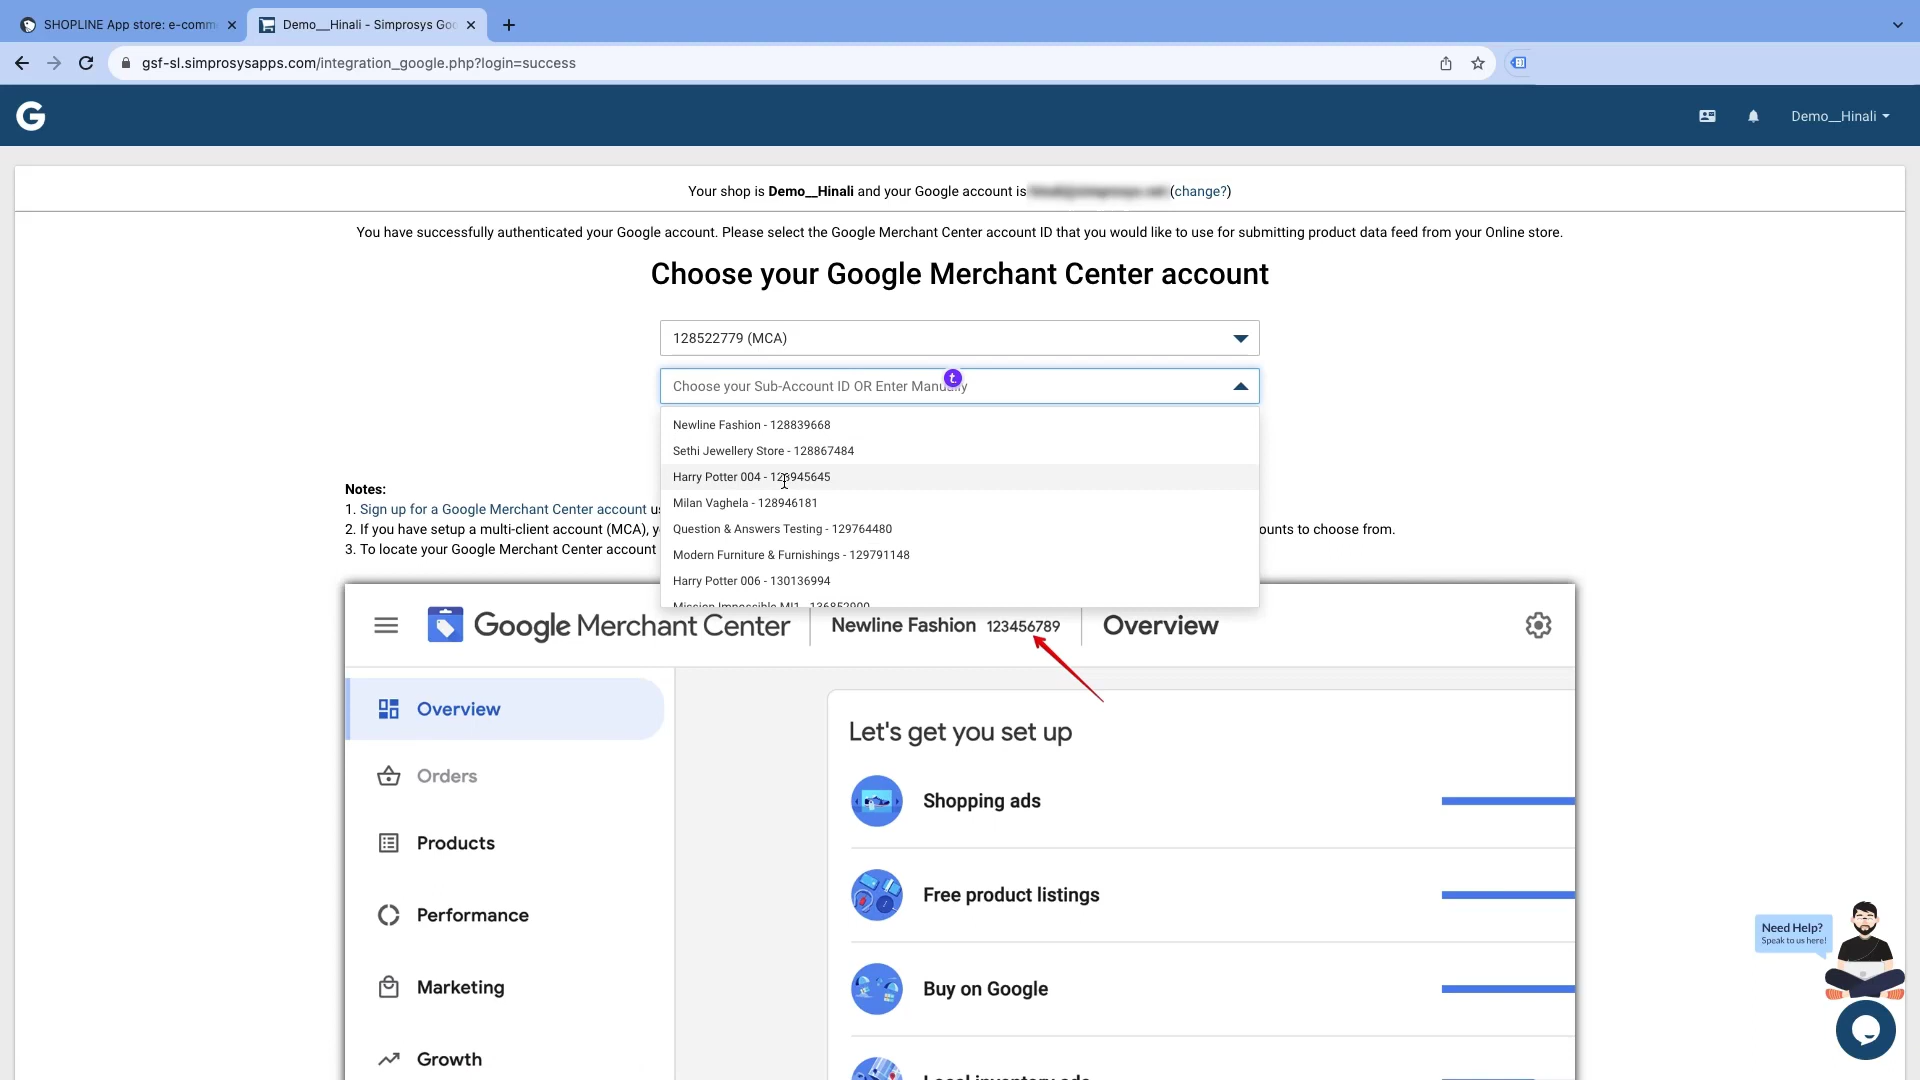 SHOPLINE App store: e-comm
Demo__Hinali - Simprosys Goo
gsf-sl.simprosysapps.com/integration_google.php?login=success
G
Demo__Hinali
Your shop is Demo__Hinali and your Google account is (change?)
You have successfully authenticated your Google account. Please select the Google Merchant Center account ID that you would like to use for submitting product data feed from your Online store.
Choose your Google Merchant Center account
128522779 (MCA)
Choose your Sub-Account ID OR Enter Manually
t.
Newline Fashion - 128839668
Sethi Jewellery Store - 128867484
Harry Potter 004 - 128945645
Milan Vaghela - 128946181
Question & Answers Testing - 129764480
Modern Furniture & Furnishings - 129791148
Harry Potter 006 - 130136994
Mission Impossible MI1 - 136852900
Notes:
1. Sign up for a Google Merchant Center account us
2. If you have setup a multi-client account (MCA), y ounts to choose from.
3. To locate your Google Merchant Center account
Google Merchant Center
Newline Fashion 123456789
Overview
Overview
Orders
Products
Performance
Marketing
Growth
Let's get you set up
Shopping ads
Free product listings
Buy on Google
Local inventory ads
Need Help?
Speak to us here!